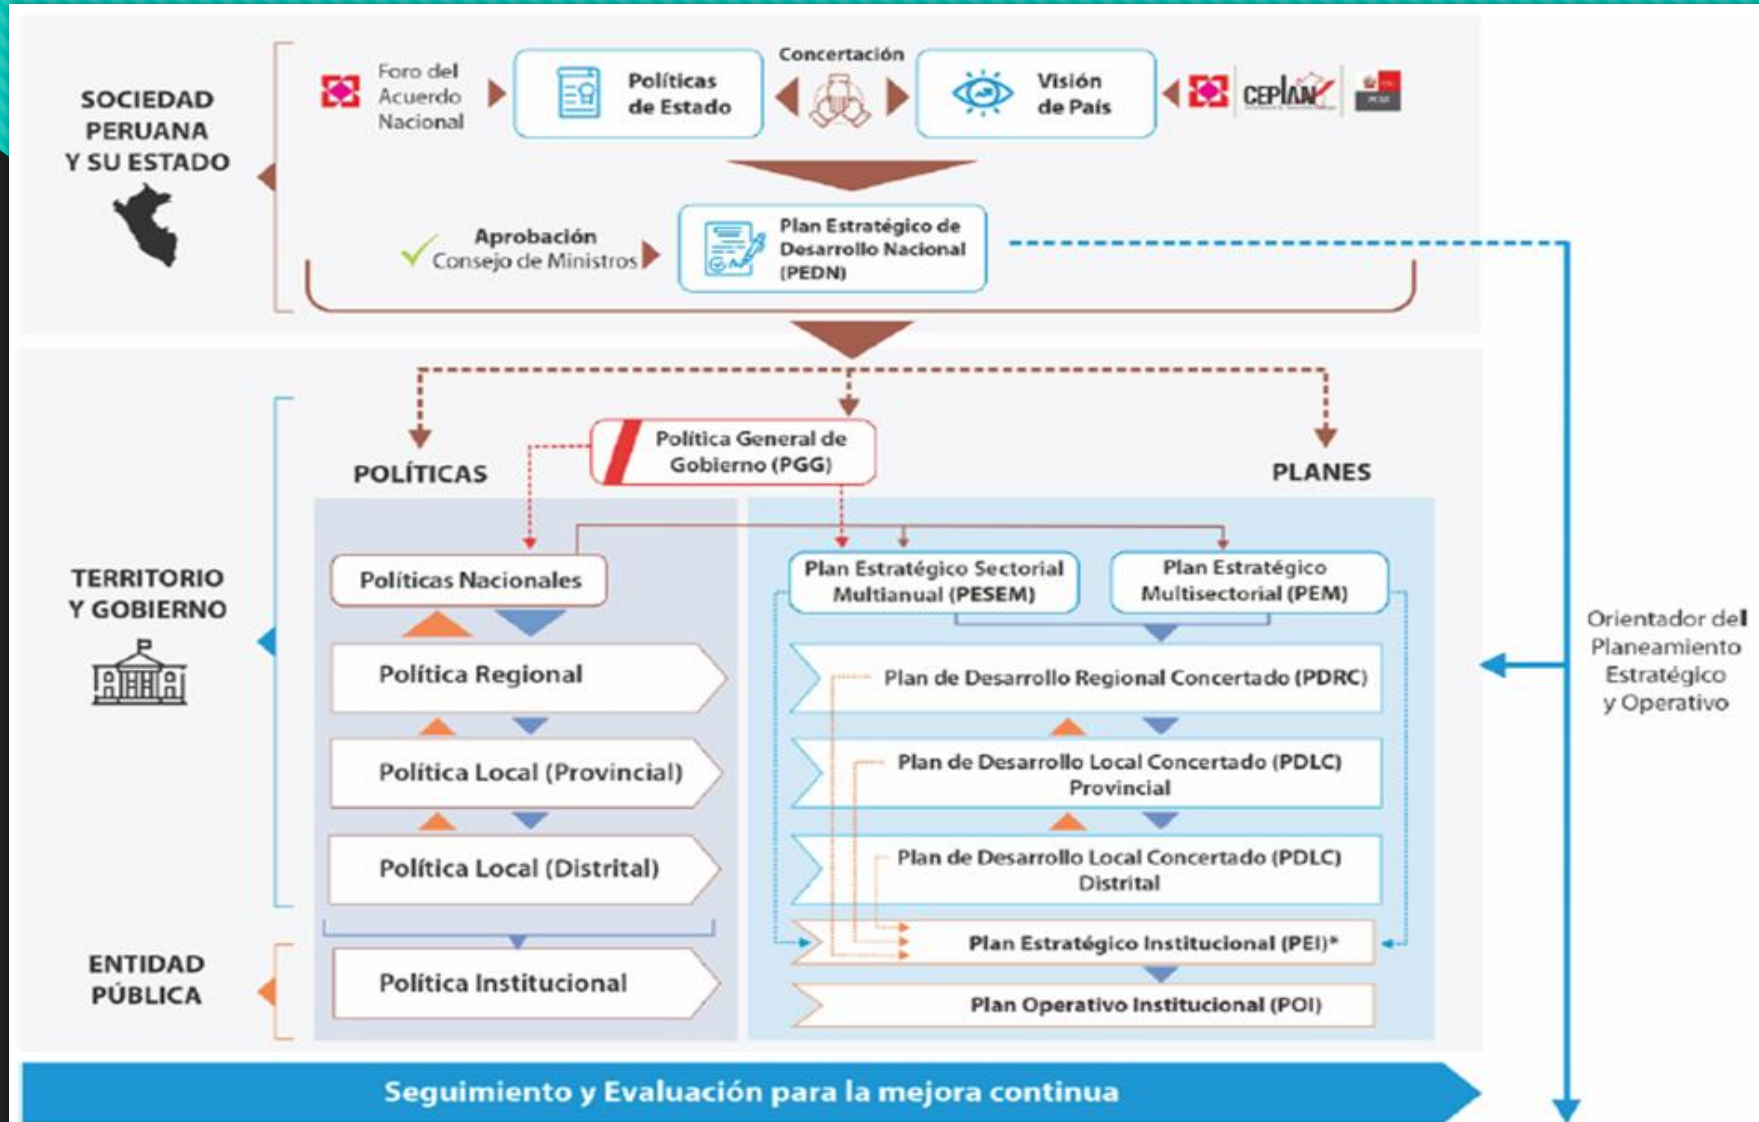 SOCIEDAD
PERUANA
Y SU ESTADO
Foro del
Acuerdo
Nacional
Políticas
de Estado
Concertación
Visión
de País
CEPLAN
Aprobación
Consejo de Ministros
Plan Estratégico de
Desarrollo Nacional
(PEDN)
POLÍTICAS
Política General de
Gobierno (PGG)
PLANES
TERRITORIO
Y GOBIERNO
Políticas Nacionales
Plan Estratégico Sectorial
Multianual (PESEM)
Plan Estratégico
Multisectorial (PEM)
Política Regional
Plan de Desarrollo Regional Concertado (PDRC)
Política Local (Provincial)
Plan de Desarrollo Local Concertado (PDLC)
Provincial
Política Local (Distrital)
Plan de Desarrollo Local Concertado (PDLC)
Distrital
Orientador del
Planeamiento
Estratégico
y Operativo
ENTIDAD
PÚBLICA
Plan Estratégico Institucional (PEI)*
Política Institucional
Plan Operativo Institucional (POI)
Seguimiento y Evaluación para la mejora continua